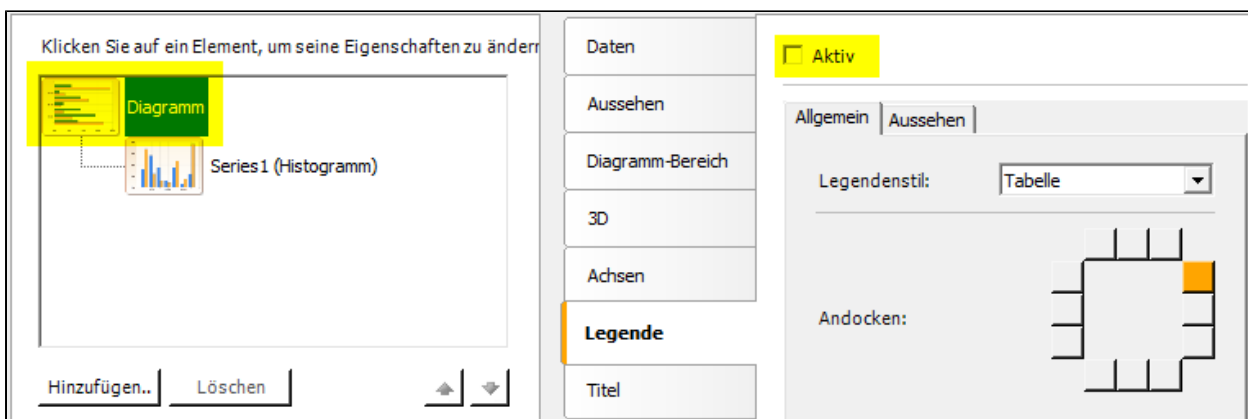 Klicken Sie auf ein Element, um seine Eigenschaften zu änderr
Diagramm
Series1 (Histogramm)
Hinzufügen..
Löschen
Daten
Aussehen
Diagramm-Bereich
3D
Achsen
Legende
Titel
Aktiv
Allgemein Aussehen
Legendenstil: Tabelle
Andocken: